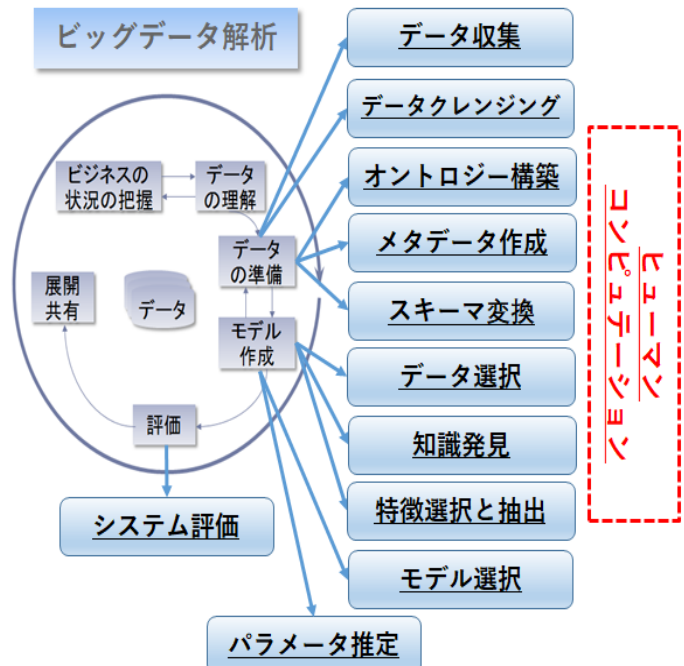 ビッグデータ解析
データ収集
データクレンジング
オントロジー構築
メタデータ作成
スキーマ変換
データ選択
知識発見
特徴選択と抽出
モデル選択
パラメータ推定
システム評価
ビジネスの
状況の把握
データ
の理解
データ
の準備
モデル
作成
評価
展開
共有
データ
ヒューマン
コンピュテーション